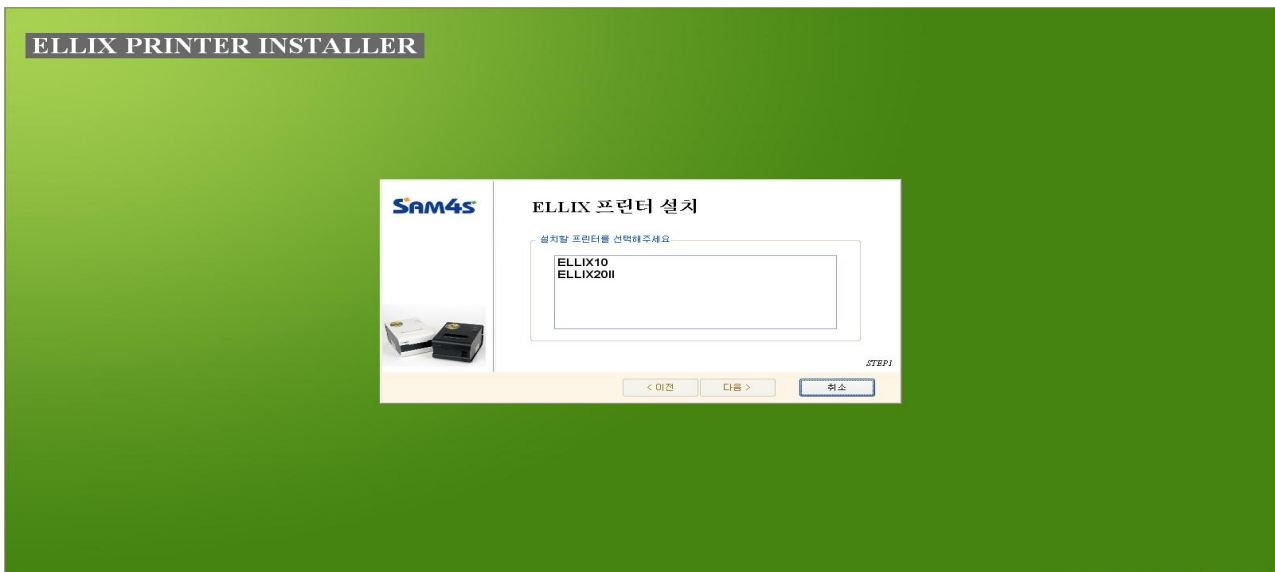 ELLIX PRINTER INSTALLER
SAM4S
ELLIX 프린터 설치
설치할 프린터를 선택해주세요
ELLIX10
ELLIX20II
STEP1
< 이전
다음 >
취소